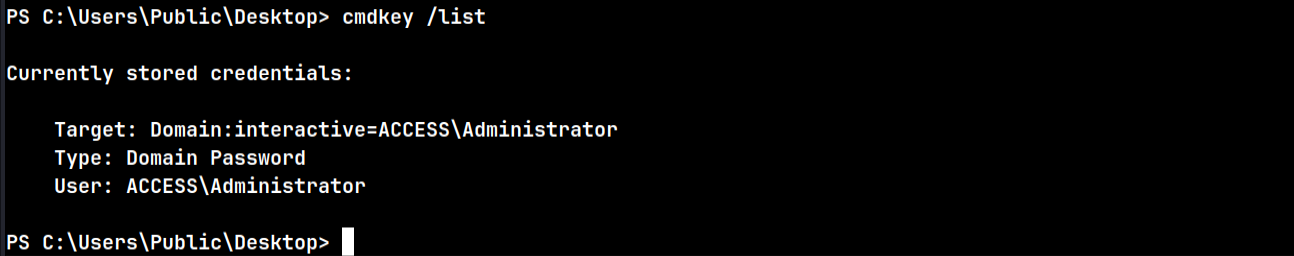 PS C:\Users\Public\Desktop> cmdkey /list
Currently stored credentials:
Target: Domain:interactive=ACCESS\Administrator
Type: Domain Password
User: ACCESS\Administrator
PS C:\Users\Public\Desktop>